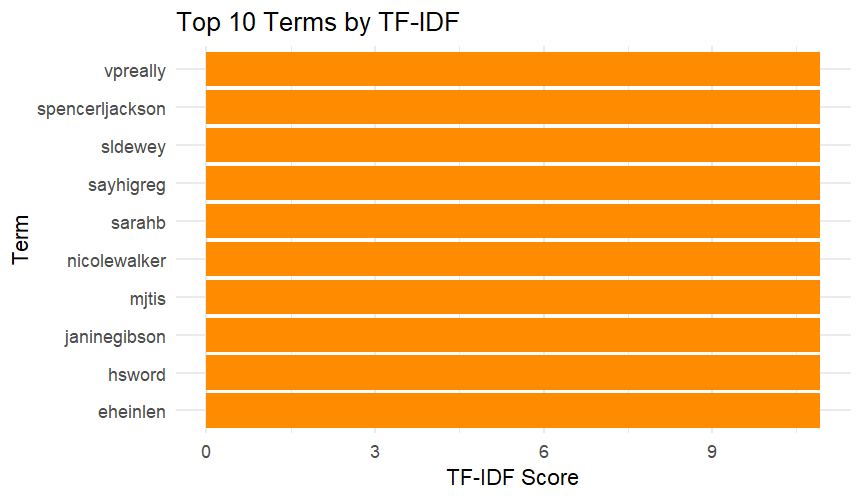 Top 10 Terms by TF-IDF
Term
vpreally
spencerljackson
sldewey
sayhigreg
sarahb
nicolewalker
mjtis
janinegibson
hsword
eheinlen
0 3 6 9
TF-IDF Score